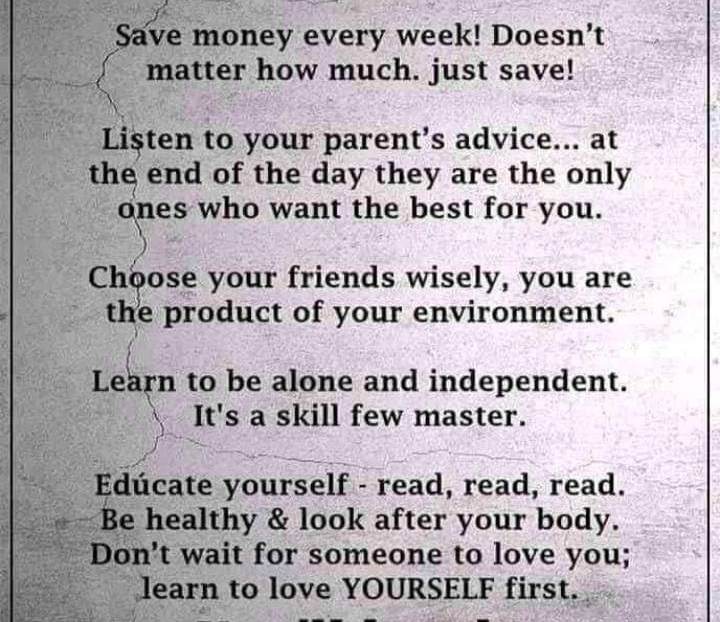 Save money every week! Doesn't
matter how much. just save!
Listen to your parent's advice... at
the end of the day they are the only
ones who want the best for you.
Choose your friends wisely, you are
the product of your environment.
Learn to be alone and independent.
It's a skill few master.
Educate yourself - read, read, read.
Be healthy & look after your body.
Don't wait for someone to love you;
learn to love YOURSELF first.